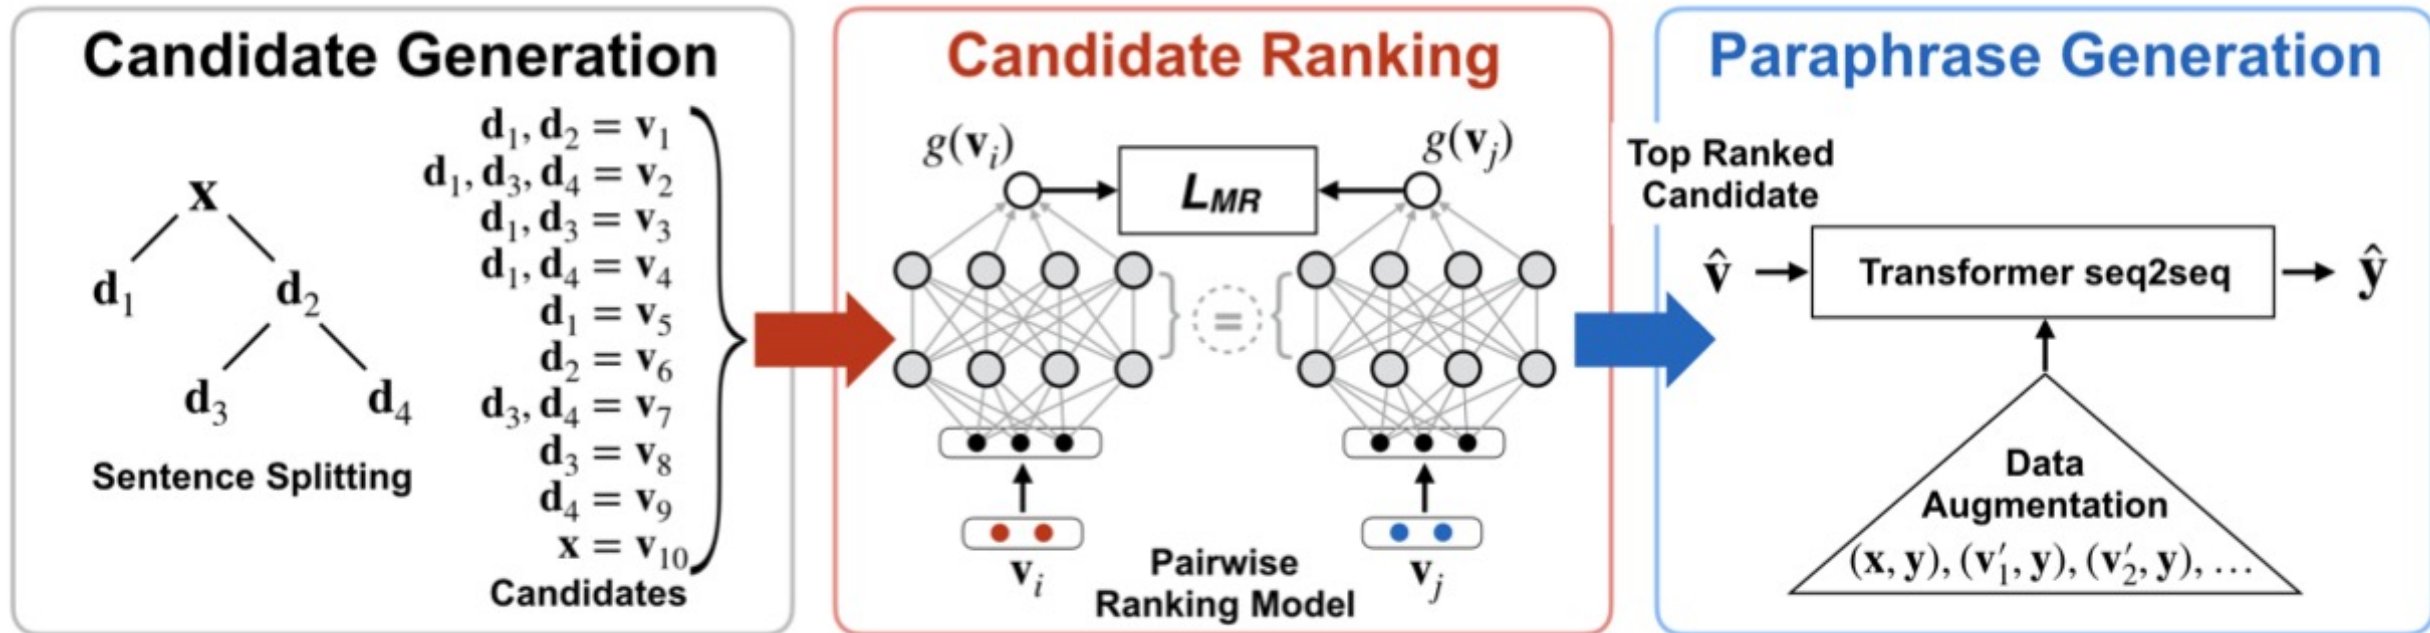 Candidate Generation
x
d₁ d₂
d₃ d₄
Sentence Splitting
d₁, d₂ = v₁
d₁, d₃, d₄ = v₂
d₁, d₃ = v₃
d₁, d₄ = v₄
d₁ = v₅
d₂ = v₆
d₃, d₄ = v₇
d₃ = v₈
d₄ = v₉
x = v₁₀
Candidates
Candidate Ranking
g(vᵢ) g(vⱼ)
L_MR
=
vᵢ vⱼ
Pairwise
Ranking Model
Paraphrase Generation
Top Ranked
Candidate
v̂ Transformer seq2seq ŷ
Data
Augmentation
(x, y), (v′₁, y), (v′₂, y), …